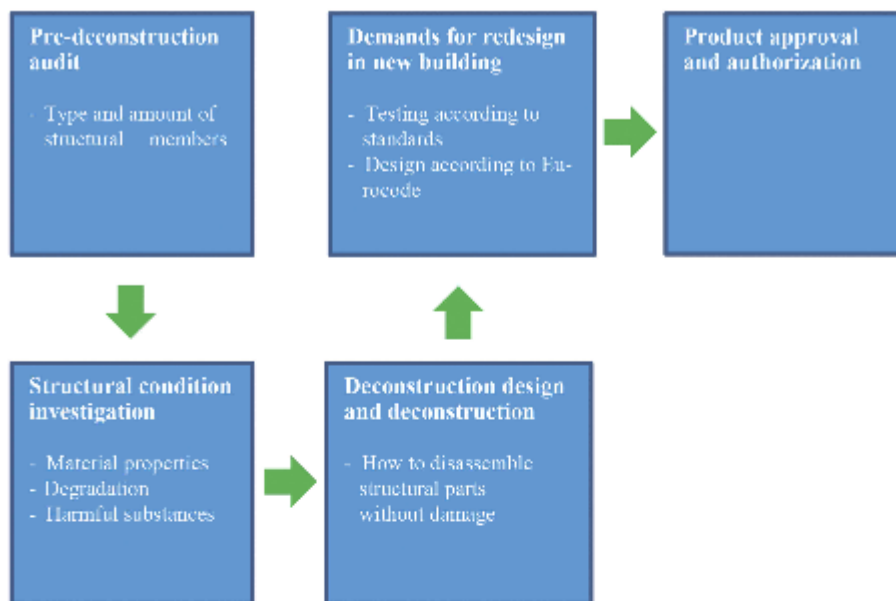 Pre-deconstruction
audit
- Type and amount of
structural members
Structural condition
investigation
- Material properties
- Degradation
- Harmful substances
Deconstruction design
and deconstruction
- How to disassemble
structural parts
without damage
Demands for redesign
in new building
- Testing according to
standards
- Design according to Eu-
rocode
Product approval
and authorization